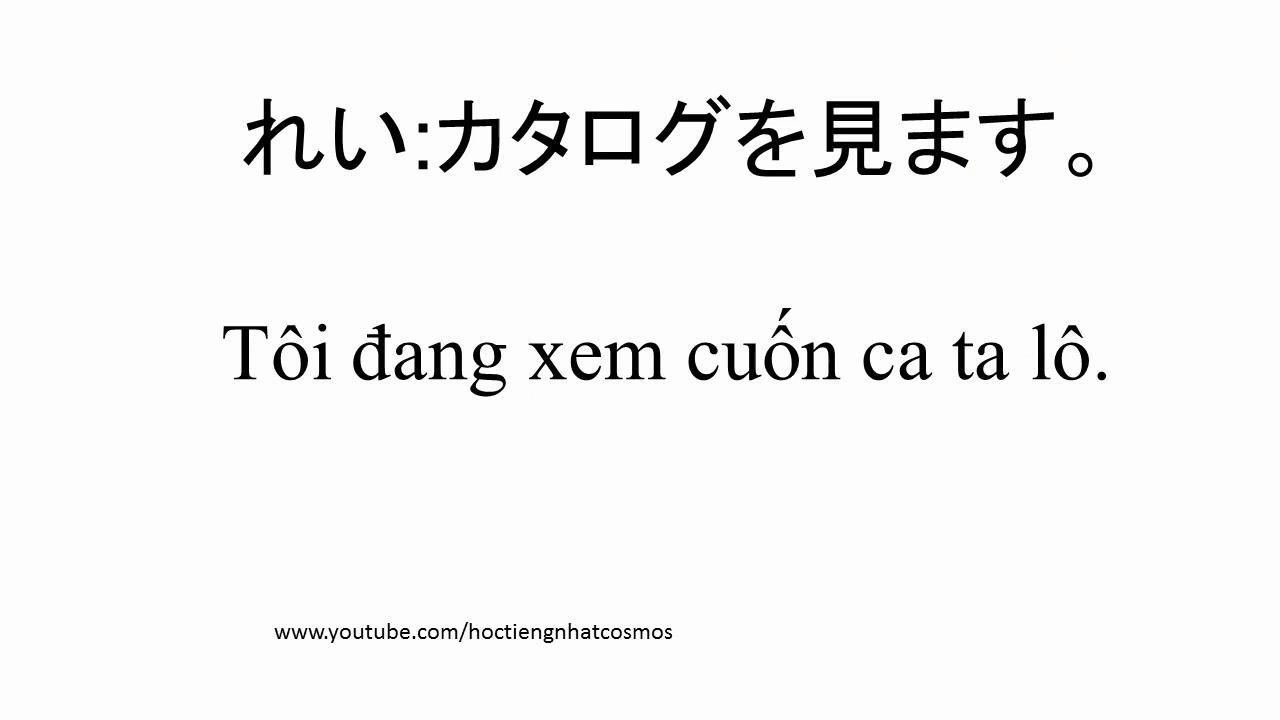 れい:カタログを見ます。
Tôi đang xem cuốn ca ta lô.
www.youtube.com/hoctiengnhatcosmos